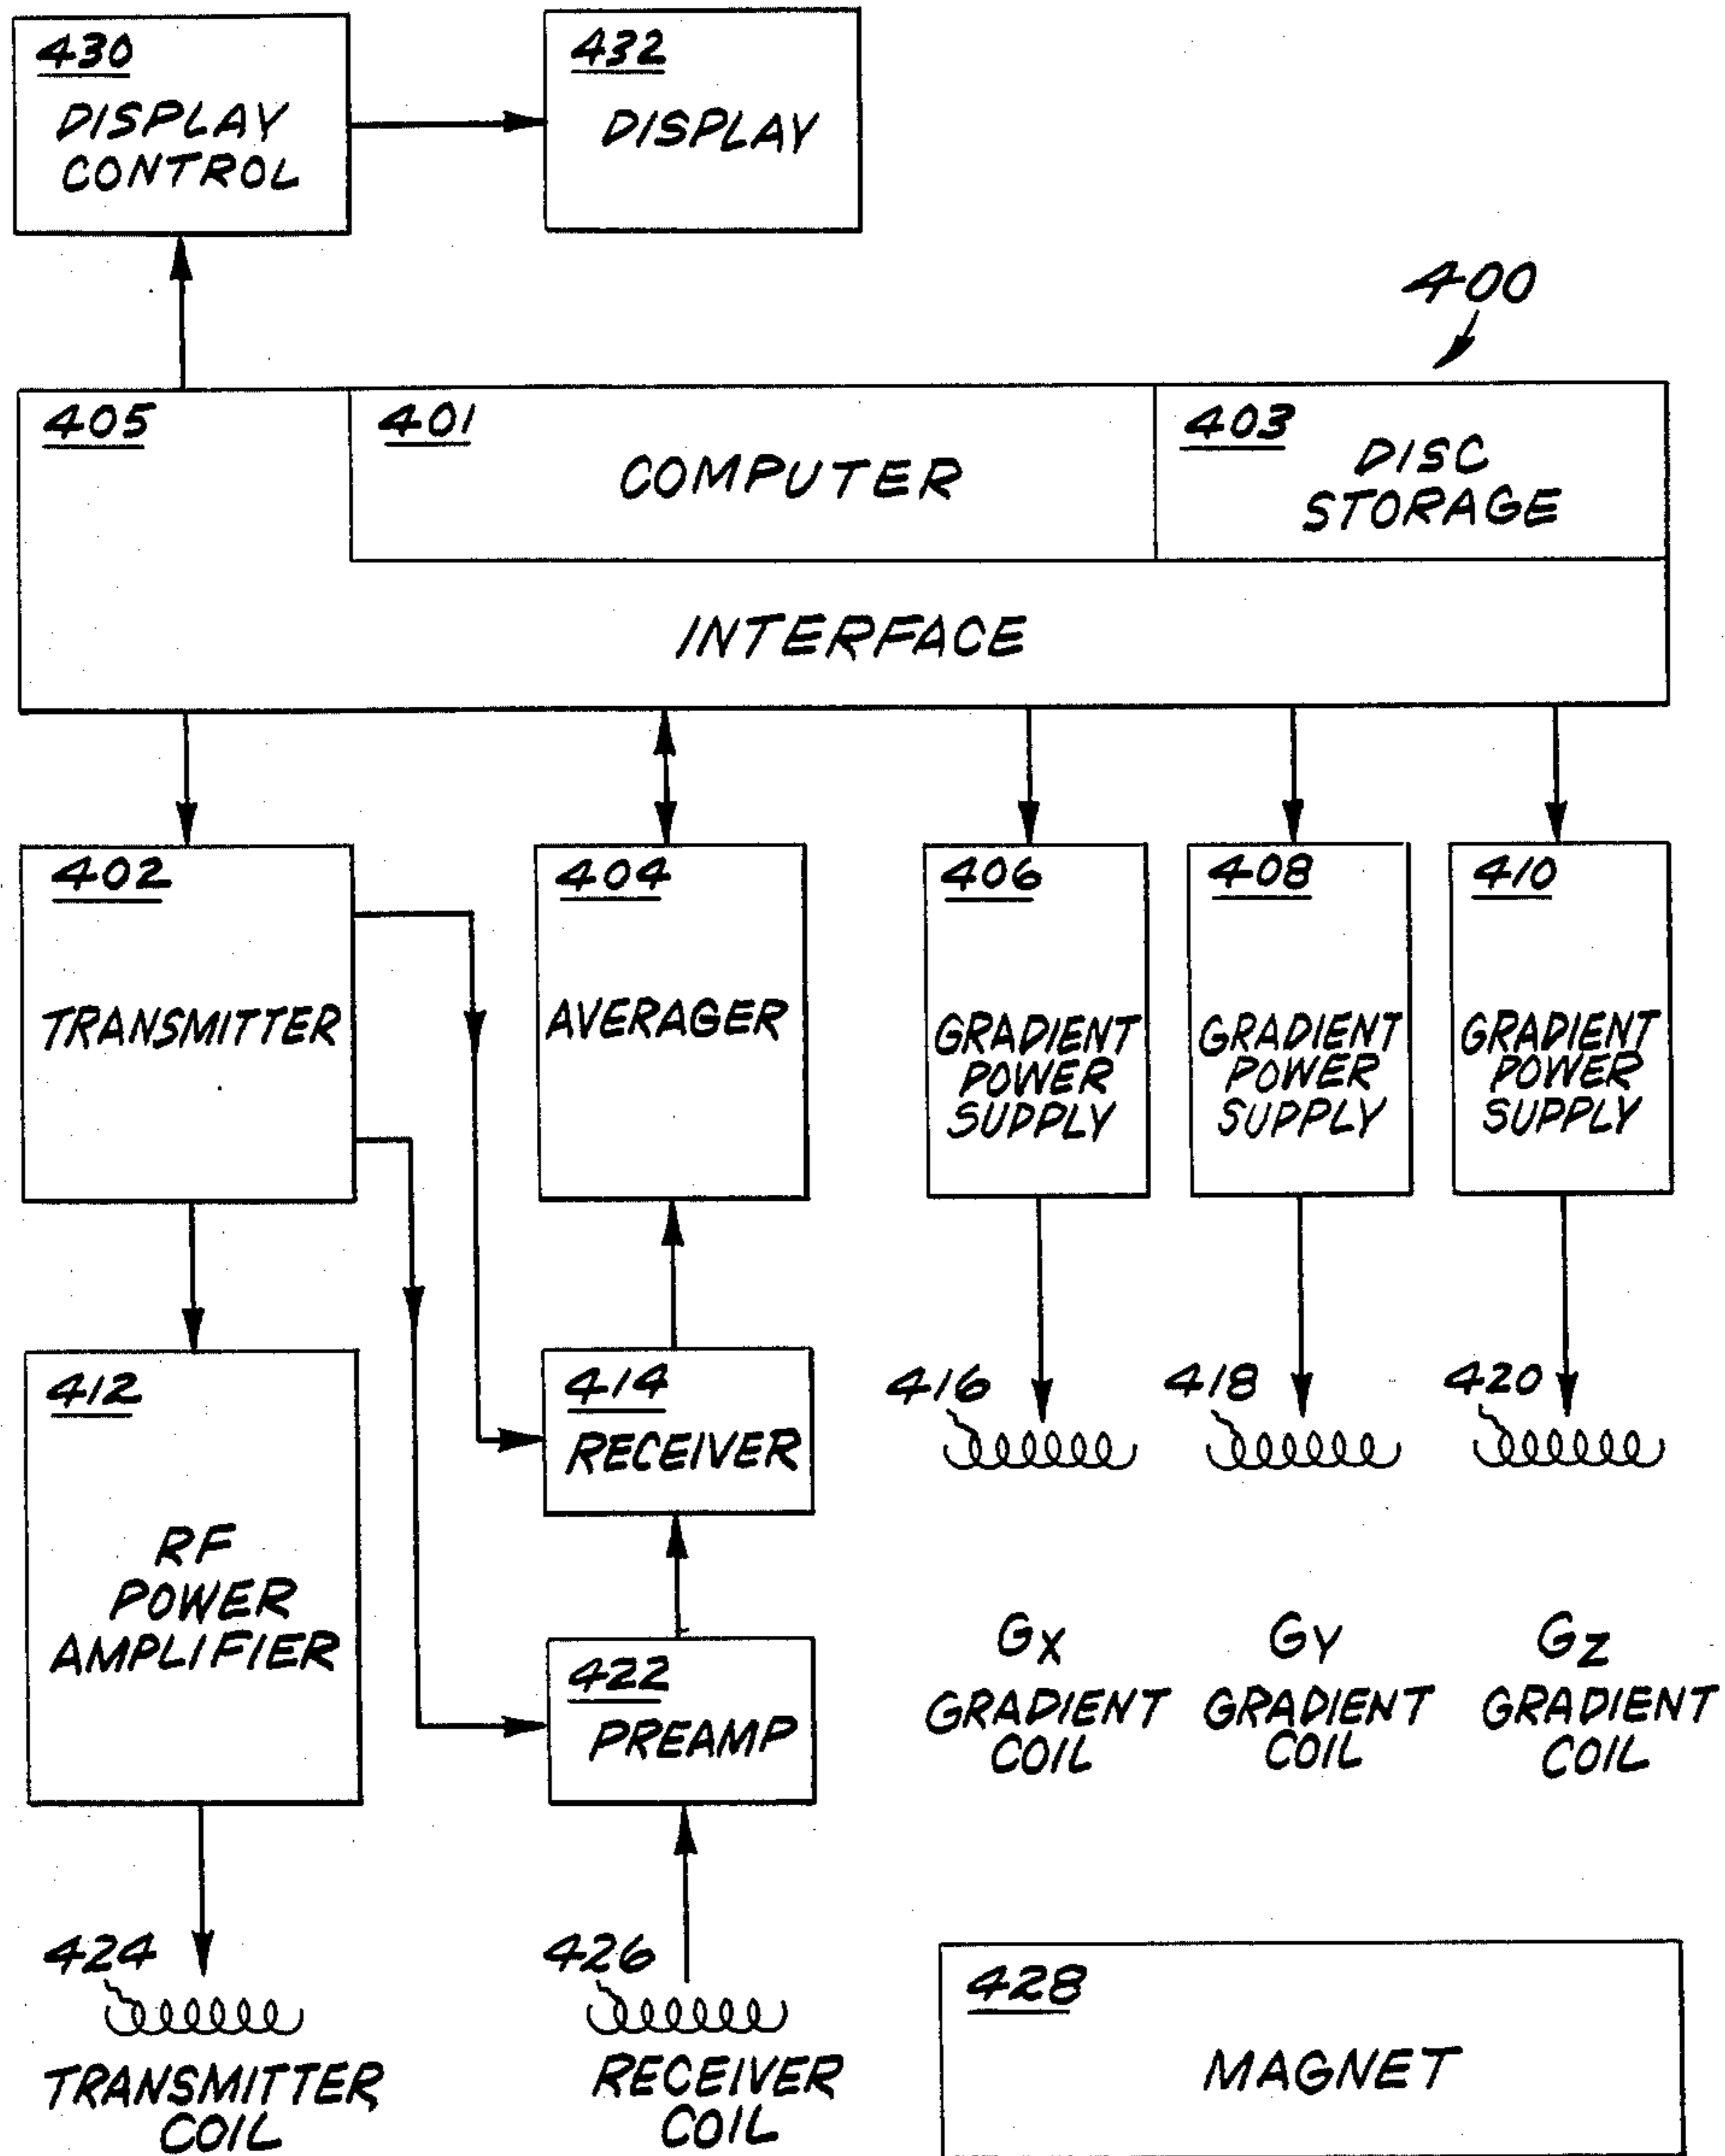 430
DISPLAY
CONTROL
432
DISPLAY
400
405
401
COMPUTER
403
DISC
STORAGE
INTERFACE
402
TRANSMITTER
404
AVERAGER
406
GRADIENT
POWER
SUPPLY
408
GRADIENT
POWER
SUPPLY
410
GRADIENT
POWER
SUPPLY
412
RF
POWER
AMPLIFIER
414
RECEIVER
416
418
420
422
PREAMP
GX
GRADIENT
COIL
GY
GRADIENT
COIL
GZ
GRADIENT
COIL
424
TRANSMITTER
COIL
426
RECEIVER
COIL
428
MAGNET